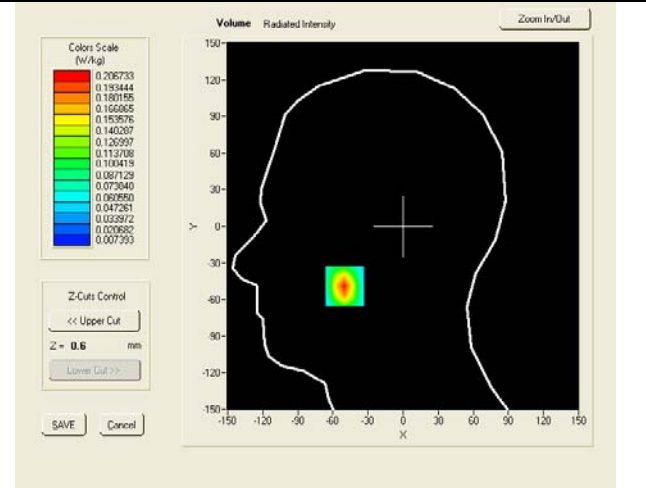 Volume Radiated Intensity
Zoom In/Out
Colors Scale
(W/kg)
0.206733
0.193444
0.180155
0.166865
0.153576
0.140287
0.126997
0.113708
0.100419
0.087129
0.073840
0.060550
0.047261
0.033972
0.020682
0.007393
150-
120-
90-
60-
30-
0-
-30-
-60-
-90-
-120-
-150-
Y
-150 -120 -90 -60 -30 0 30 60 90 120 150
X
Z-Cuts Control
<< Upper Cut
Z = 0.6 mm
Lower Cut >>
SAVE Cancel